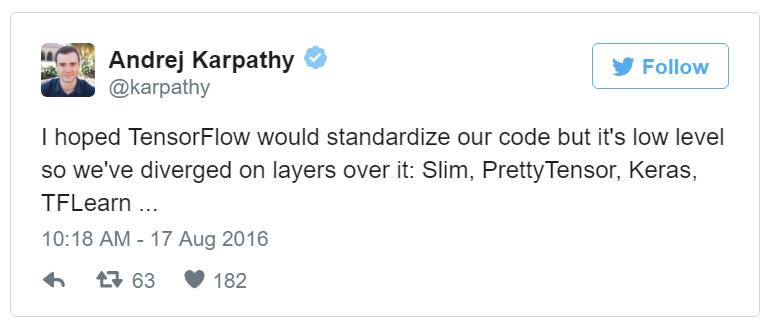 Andrej Karpathy
@karpathy
Follow
I hoped TensorFlow would standardize our code but it's low level
so we've diverged on layers over it: Slim, PrettyTensor, Keras,
TFLearn ...
10:18 AM - 17 Aug 2016
63 182